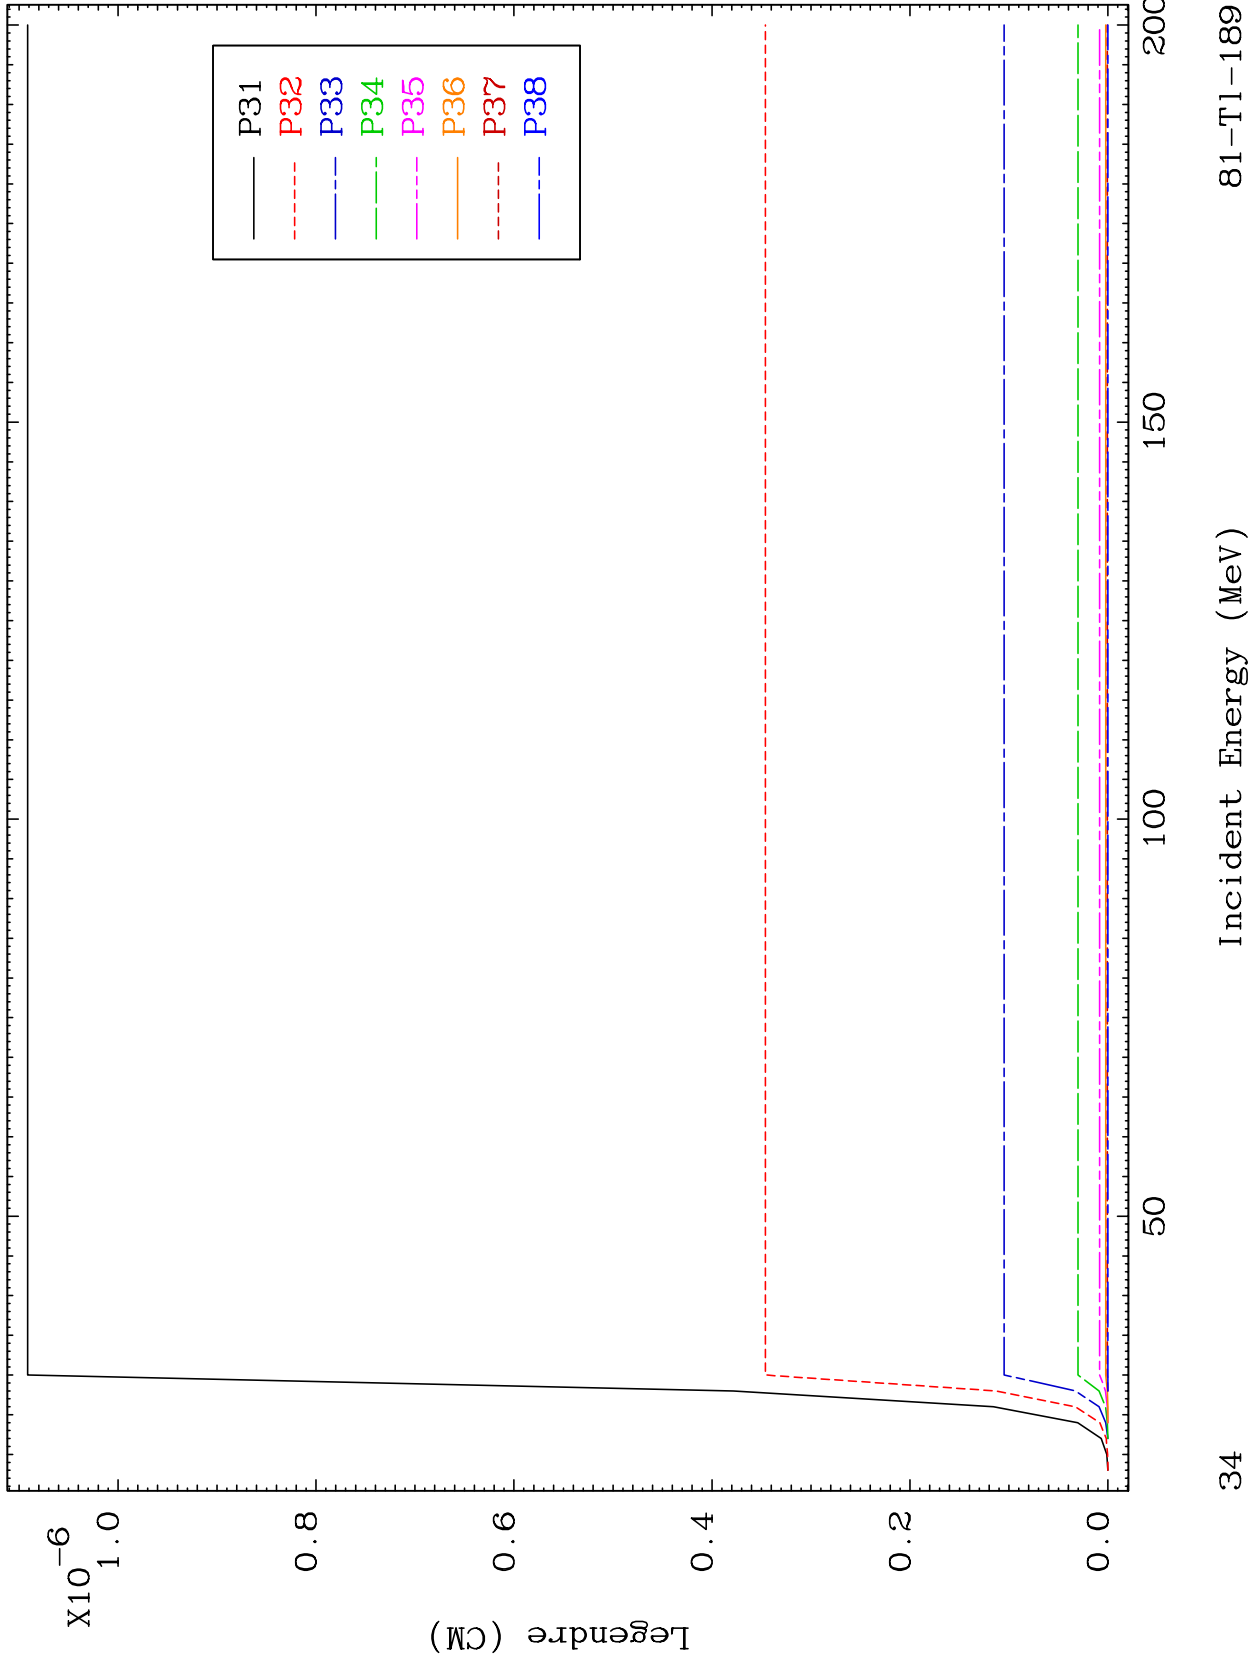 X10-6
1.0
0.8
0.6
0.4
0.2
0.0
Legendre (CM)
P31
P32
P33
P34
P35
P36
P37
P38
50
100
150
200
34
Incident Energy (MeV)
81-Tl-189